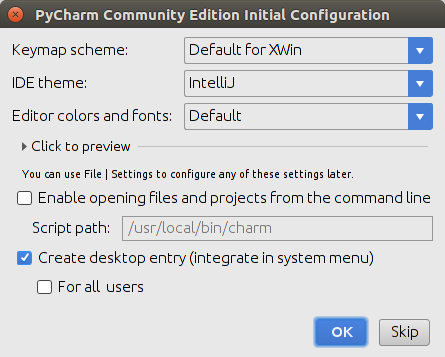 PyCharm Community Edition Initial Configuration
Keymap scheme: Default for XWin
IDE theme: IntelliJ
Editor colors and fonts: Default
Click to preview
You can use File | Settings to configure any of these settings later.
Enable opening files and projects from the command line
Script path: /usr/local/bin/charm
Create desktop entry (integrate in system menu)
For all users
OK Skip